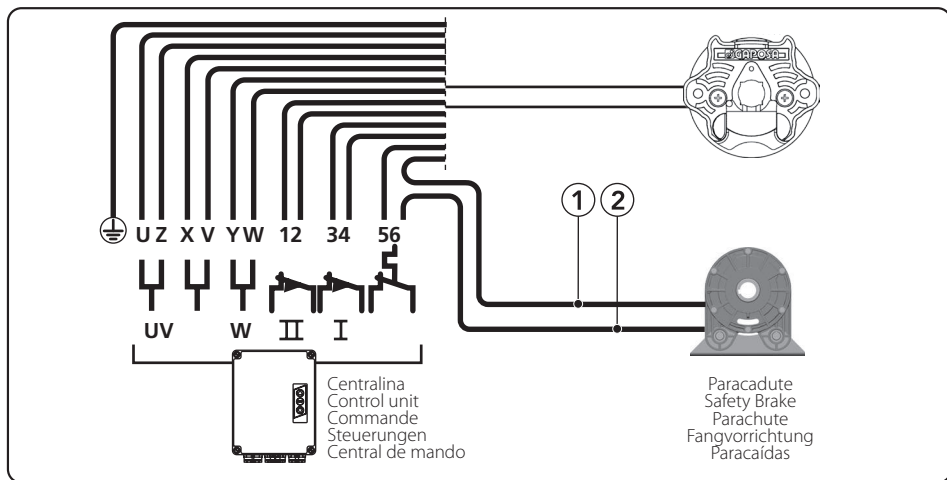 GAPOSA
1 2
U Z X V Y W 12 34 56
UV W II I
Centralina
Control unit
Commande
Steuerungen
Central de mando
Paracadute
Safety Brake
Parachute
Fangvorrichtung
Paracaídas